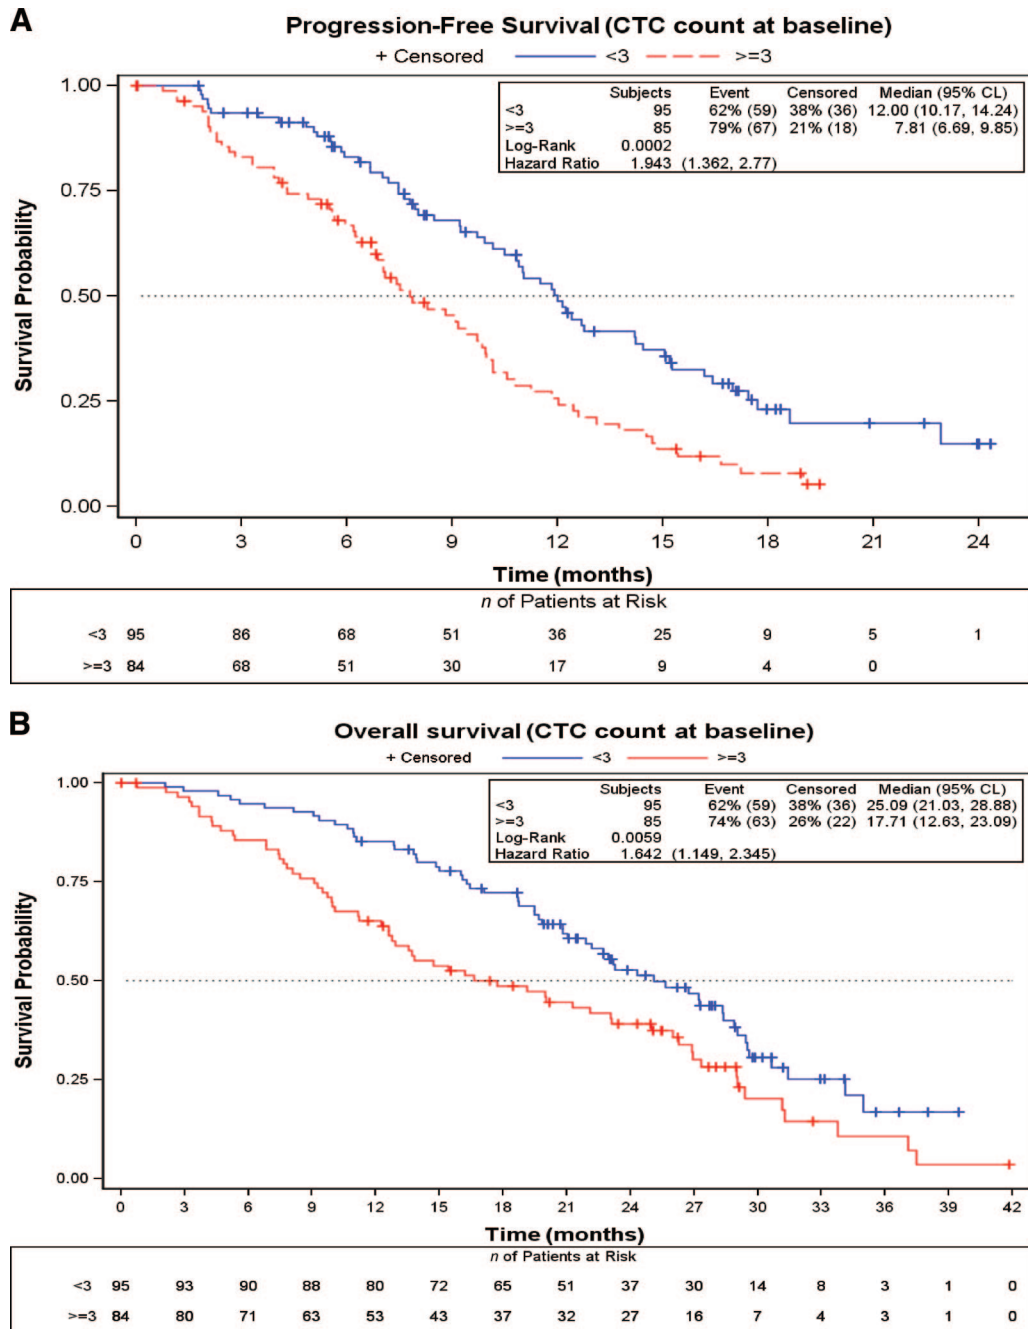 A
Progression-Free Survival (CTC count at baseline)
+ Censored <3 >=3
Subjects Event Censored Median (95% CL)
<3 95 62% (59) 38% (36) 12.00 (10.17, 14.24)
>=3 85 79% (67) 21% (18) 7.81 (6.69, 9.85)
Log-Rank 0.0002
Hazard Ratio 1.943 (1.362, 2.77)
Survival Probability
1.00
0.75
0.50
0.25
0.00
0 3 6 9 12 15 18 21 24
Time (months)
n of Patients at Risk
<3 95 86 68 51 36 25 9 5 1
>=3 84 68 51 30 17 9 4 0
B
Overall survival (CTC count at baseline)
+ Censored <3 >=3
Subjects Event Censored Median (95% CL)
<3 95 62% (59) 38% (36) 25.09 (21.03, 28.88)
>=3 85 74% (63) 26% (22) 17.71 (12.63, 23.09)
Log-Rank 0.0059
Hazard Ratio 1.642 (1.149, 2.345)
Survival Probability
1.00
0.75
0.50
0.25
0.00
0 3 6 9 12 15 18 21 24 27 30 33 36 39 42
Time (months)
n of Patients at Risk
<3 95 93 90 88 80 72 65 51 37 30 14 8 3 1 0
>=3 84 80 71 63 53 43 37 32 27 16 7 4 3 1 0